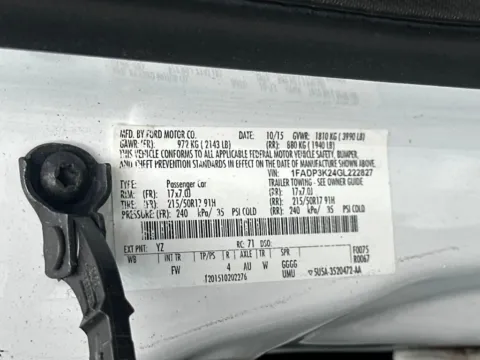 MFD. BY FORD MOTOR CO. 10/15 GVWR: 1810 KG ( 3990 LB)
GAWR:(FR): 972 KG ( 2143 LB) (RR): 880 KG ( 1940 LB)
THIS VEHICLE CONFORMS TO ALL APPLICABLE FEDERAL MOTOR VEHICLE SAFETY, BUMPER,
AND THEFT PREVENTION STANDARDS IN EFFECT ON THE DATE OF MANUFACTURE SHOWN ABOVE.
VIN: 1FADP3K24GL222827
TYPE: Passenger Car TRAILER TOWING - SEE OWNER GUIDE
RIM: (FR): 17x7.0J (RR): 17x7.0J
TIRE: 215/50R17 91H 215/50R17 91H
PRESSURE: (FR): 240 kPa/ 35 PSI COLD (RR): 240 kPa/ 35 PSI COLD
EXT PNT: YZ RC: 71 DSO: F0075
WB INT TR TP/PS R AXLE TR SPR R0067
FW 4 AU W GGGG
T201510202276 UMU 5U5A-3520472-AA